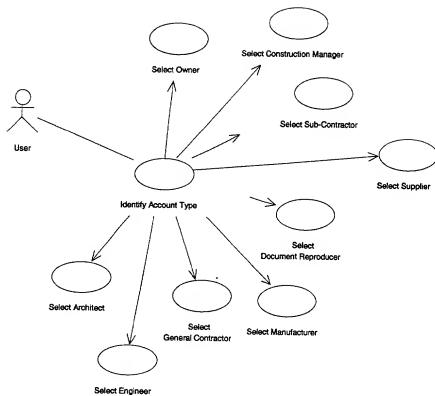 Select Construction Manager
Select Owner
Select Sub-Contractor
User
Select Supplier
Identify Account Type
Select
Document Reproducer
Select Architect
Select
General Contractor
Select Manufacturer
Select Engineer